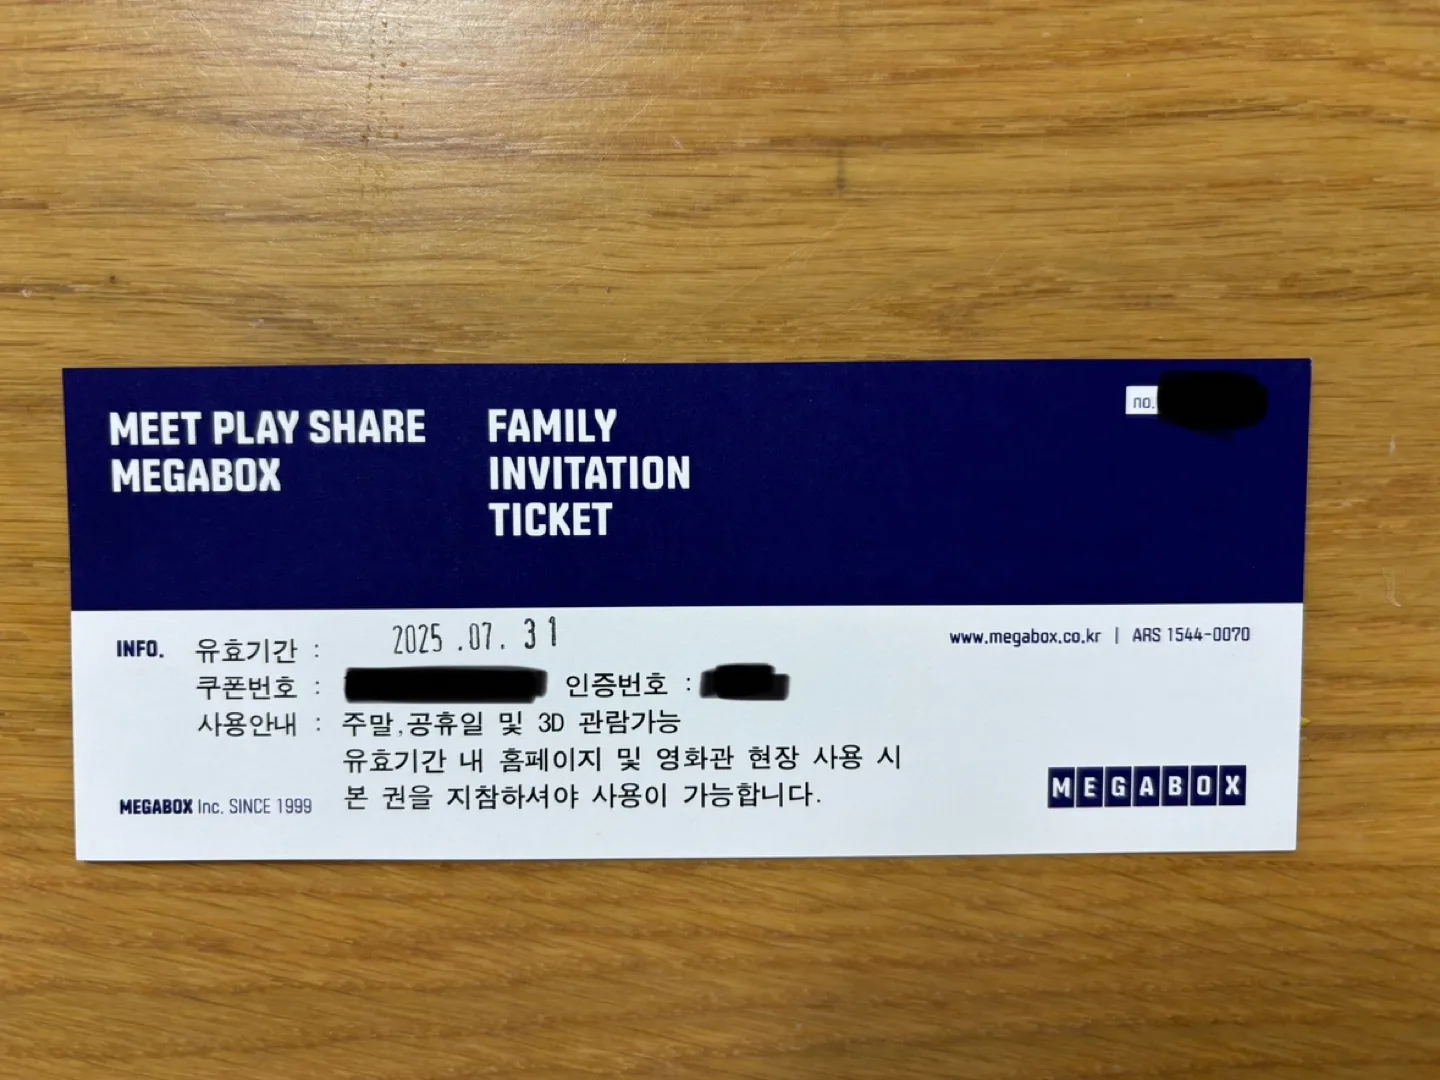 MEET PLAY SHARE
MEGABOX
FAMILY
INVITATION
TICKET
no.
INFO.
유효기간 : 2025.07.31
쿠폰번호 : 인증번호 :
사용안내 : 주말,공휴일 및 3D 관람가능
유효기간 내 홈페이지 및 영화관 현장 사용 시
본 권을 지참하셔야 사용이 가능합니다.
www.megabox.co.kr | ARS 1544-0070
MEGABOX Inc. SINCE 1999
MEGABOX